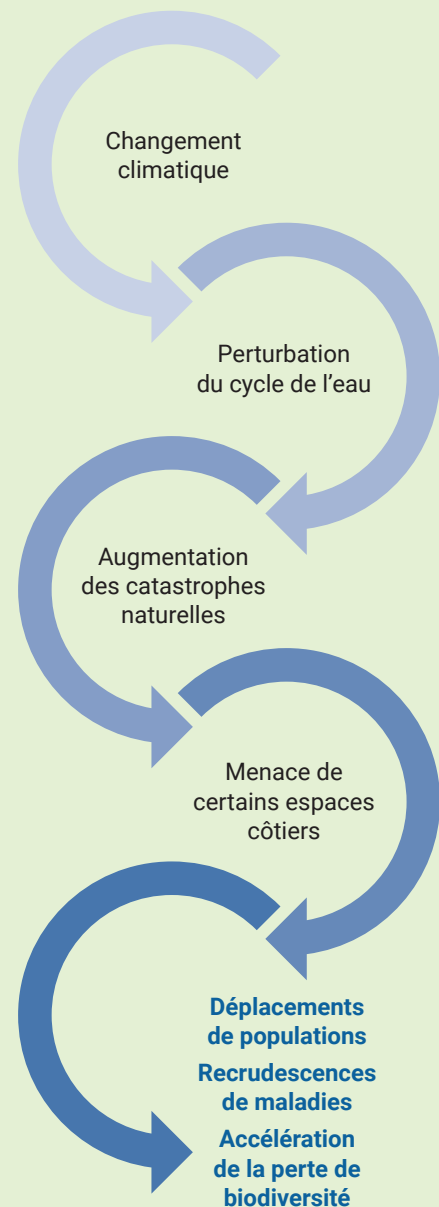 Changement
climatique
Perturbation
du cycle de l’eau
Augmentation
des catastrophes
naturelles
Menace de
certains espaces
côtiers
Déplacements
de populations
Recrudescences
de maladies
Accélération
de la perte de
biodiversité